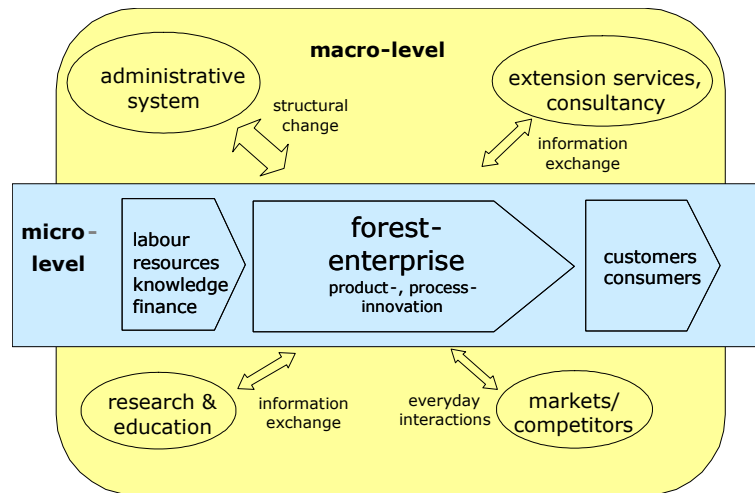 macro-level
administrative
system
extension services,
consultancy
structural
change
information
exchange
micro-
level
labour
resources
knowledge
finance
forest-
enterprise
product-, process-
innovation
customers
consumers
research &
education
information
exchange
everyday
interactions
markets/
competitors